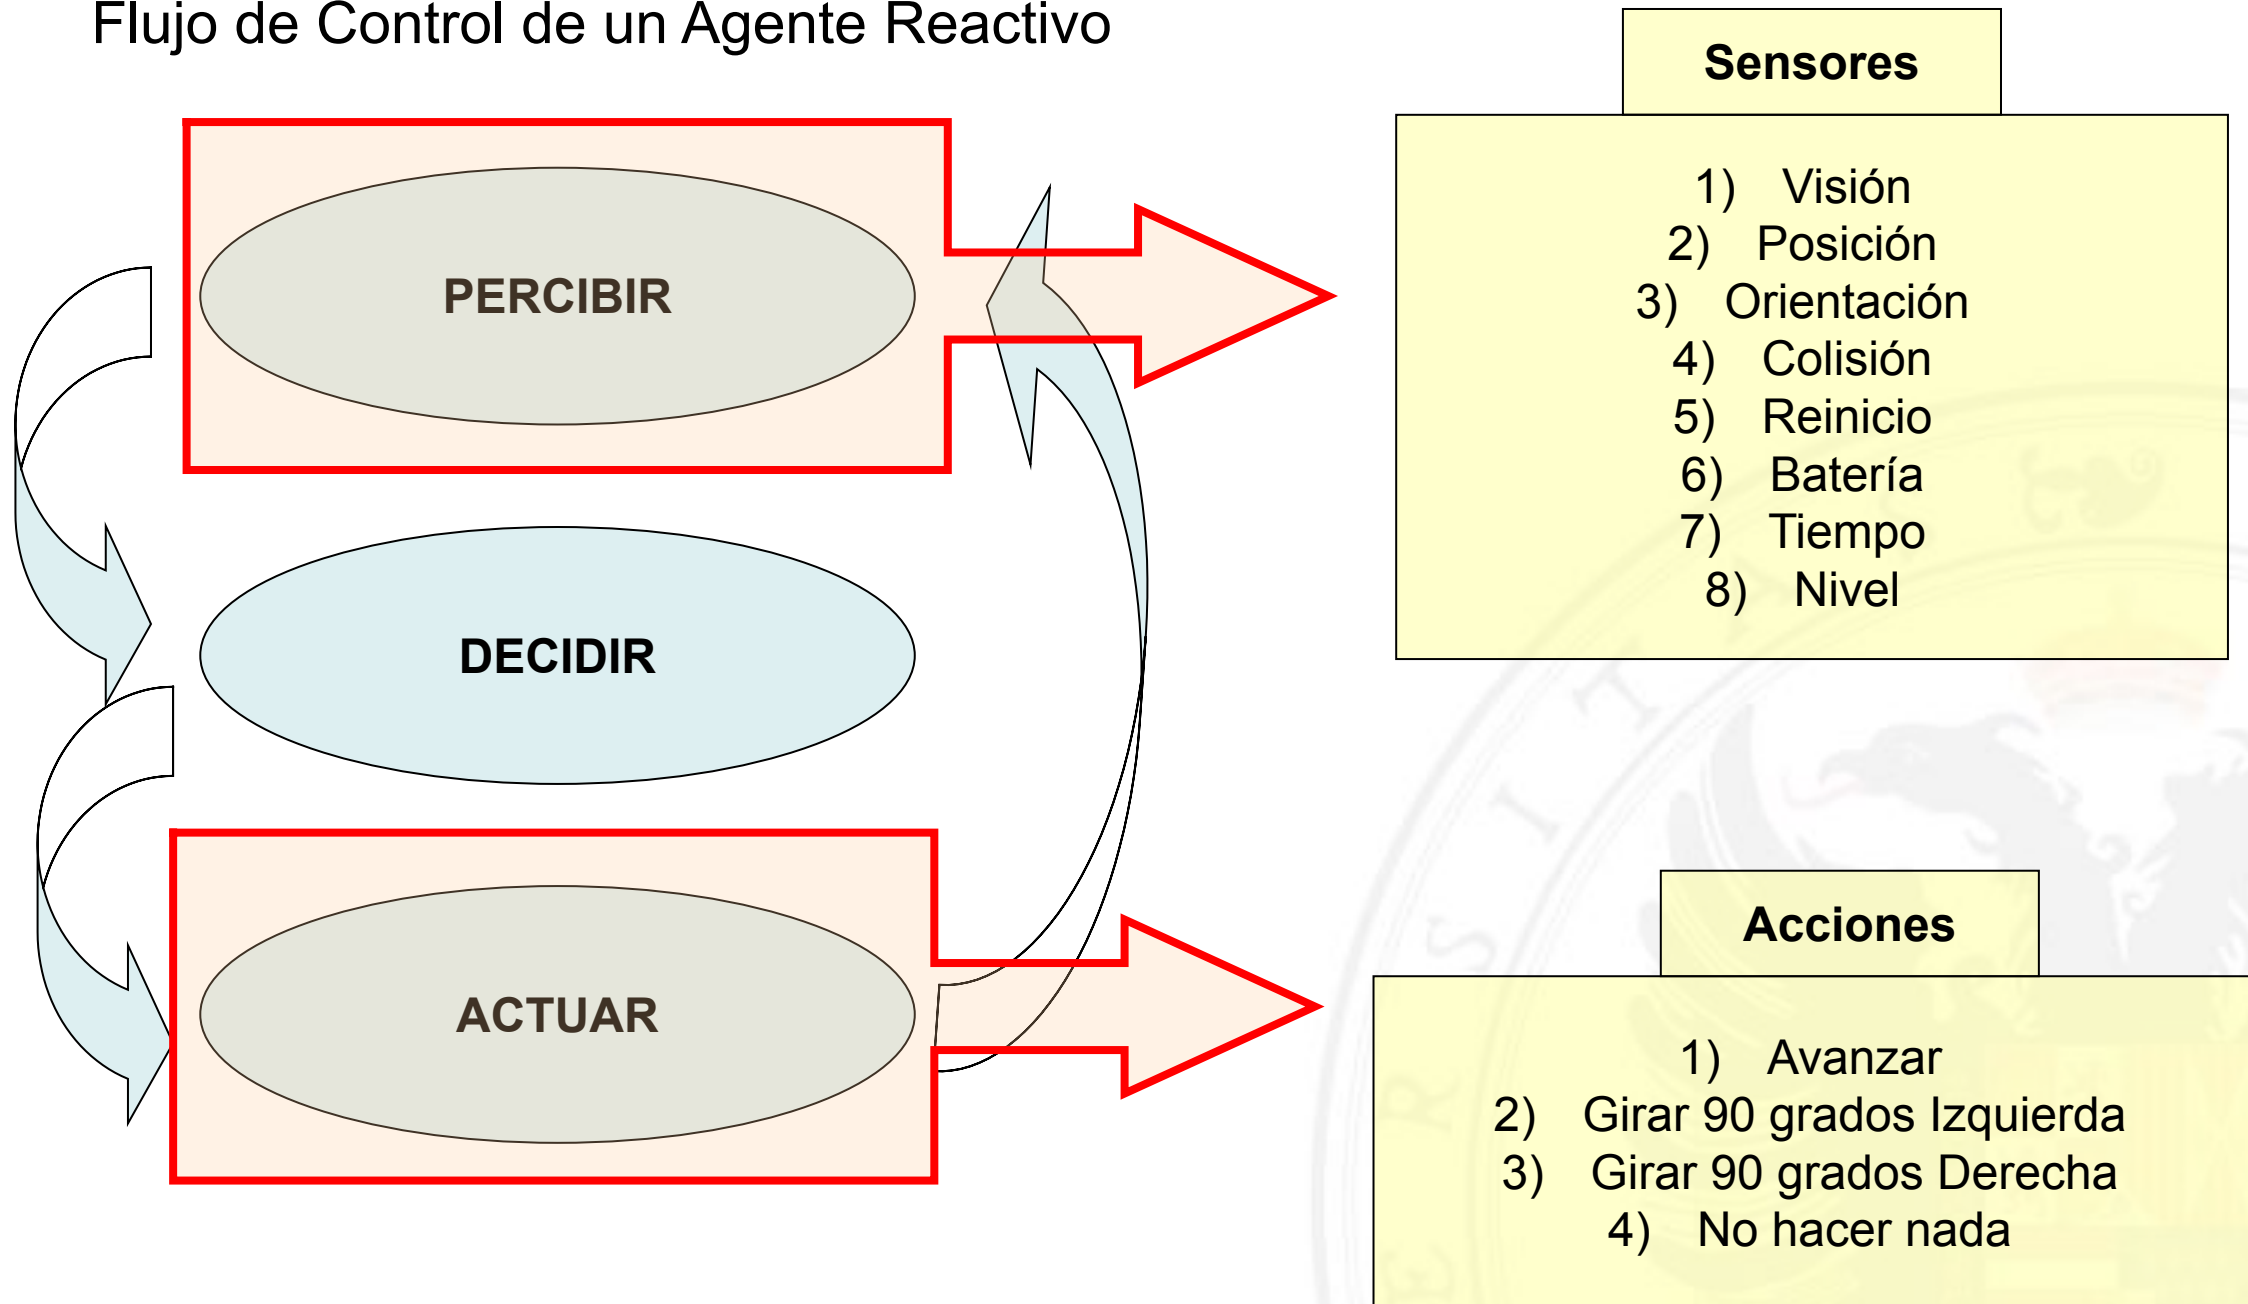 Flujo de Control de un Agente Reactivo
PERCIBIR
DECIDIR
ACTUAR
Sensores
1) Visión
2) Posición
3) Orientación
4) Colisión
5) Reinicio
6) Batería
7) Tiempo
8) Nivel
Acciones
1) Avanzar
2) Girar 90 grados Izquierda
3) Girar 90 grados Derecha
4) No hacer nada